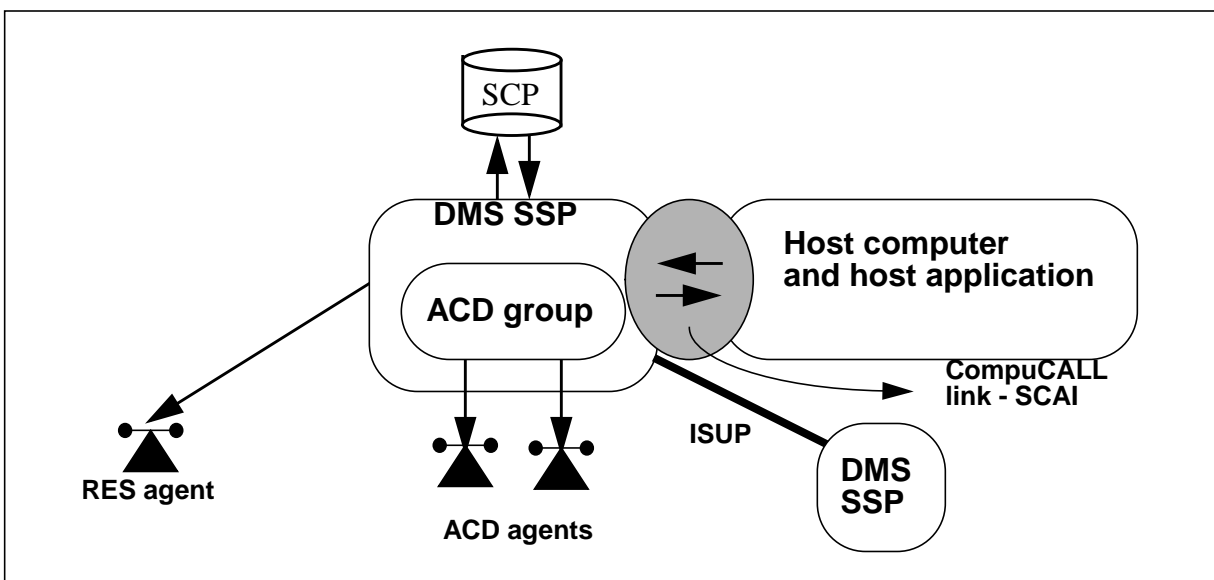 SCP
DMS SSP
Host computer
and host application
ACD group
CompuCALL
link - SCAI
ISUP
DMS
SSP
RES agent
ACD agents